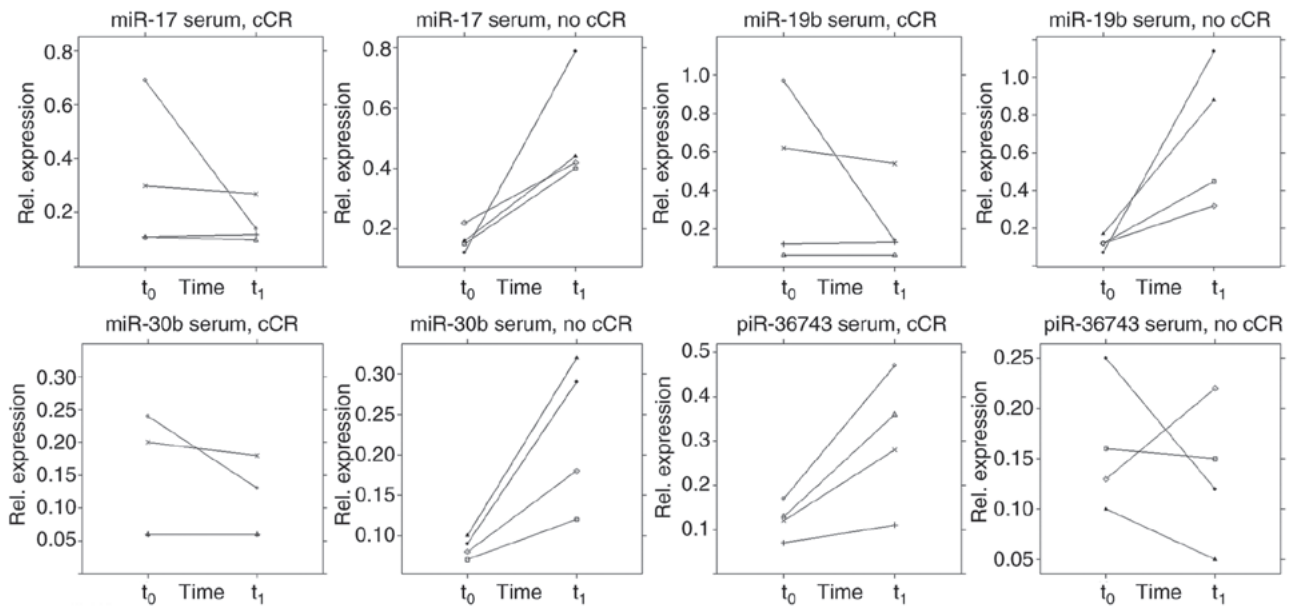 miR-17 serum, cCR
Rel. expression
0.8
0.6
0.4
0.2
t0 Time t1
miR-17 serum, no cCR
Rel. expression
0.8
0.6
0.4
0.2
t0 Time t1
miR-19b serum, cCR
Rel. expression
1.0
0.8
0.6
0.4
0.2
t0 Time t1
miR-19b serum, no cCR
Rel. expression
1.0
0.8
0.6
0.4
0.2
t0 Time t1
miR-30b serum, cCR
Rel. expression
0.30
0.25
0.20
0.15
0.10
0.05
t0 Time t1
miR-30b serum, no cCR
Rel. expression
0.30
0.25
0.20
0.15
0.10
t0 Time t1
piR-36743 serum, cCR
Rel. expression
0.5
0.4
0.3
0.2
0.1
t0 Time t1
piR-36743 serum, no cCR
Rel. expression
0.25
0.20
0.15
0.10
0.05
t0 Time t1